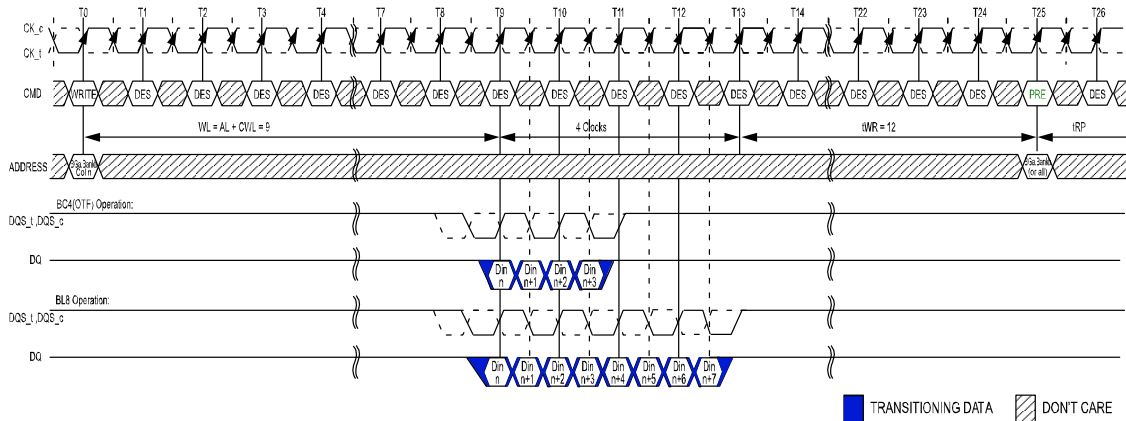 T0 T1 T2 T3 T4 T7 T8 T9 T10 T11 T12 T13 T14 T22 T23 T24 T25 T26
CK_c
CK_t
CMD WRITE DES DES DES DES DES DES DES DES DES DES DES DES DES DES DES PRE DES
WL = AL + CWL = 9 4 Clocks tWR = 12 tRP
ADDRESS BGa,Bankb BGa,Bankb
Col n (or all)
BC4(OTF) Operation:
DQS_t ,DQS_c
DQ Din Din Din Din
n n+1 n+2 n+3
BL8 Operation:
DQS_t ,DQS_c
DQ Din Din Din Din Din Din Din Din
n n+1 n+2 n+3 n+4 n+5 n+6 n+7
TRANSITIONING DATA DON'T CARE